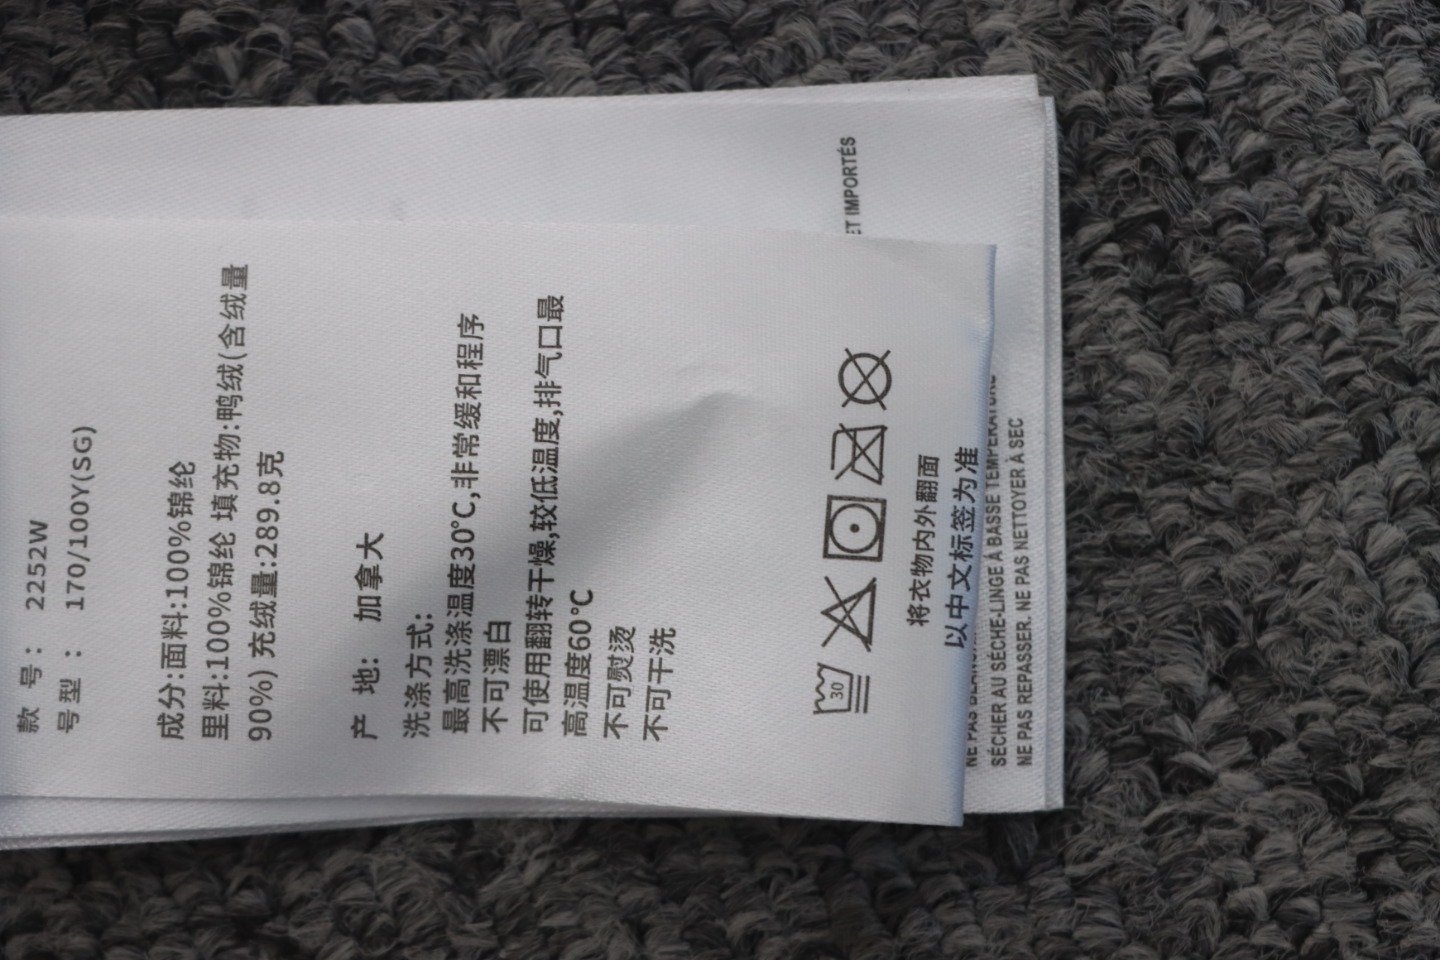 款 号： 2252W
号型： 170/100Y(SG)
成分:面料:100%锦纶
里料:100%锦纶 填充物:鸭绒(含绒量
90%) 充绒量:289.8克
产 地: 加拿大
洗涤方式:
最高洗涤温度30°C,非常缓和程序
不可漂白
可使用翻转干燥,较低温度,排气口最
高温度60°C
不可熨烫
不可干洗
30
将衣物内外翻面
以中文标签为准
ET IMPORTÉS
NE PAS
SÉCHER AU SÈCHE-LINGE À BASSE TEMPÉRATURE
NE PAS REPASSER. NE PAS NETTOYER À SEC